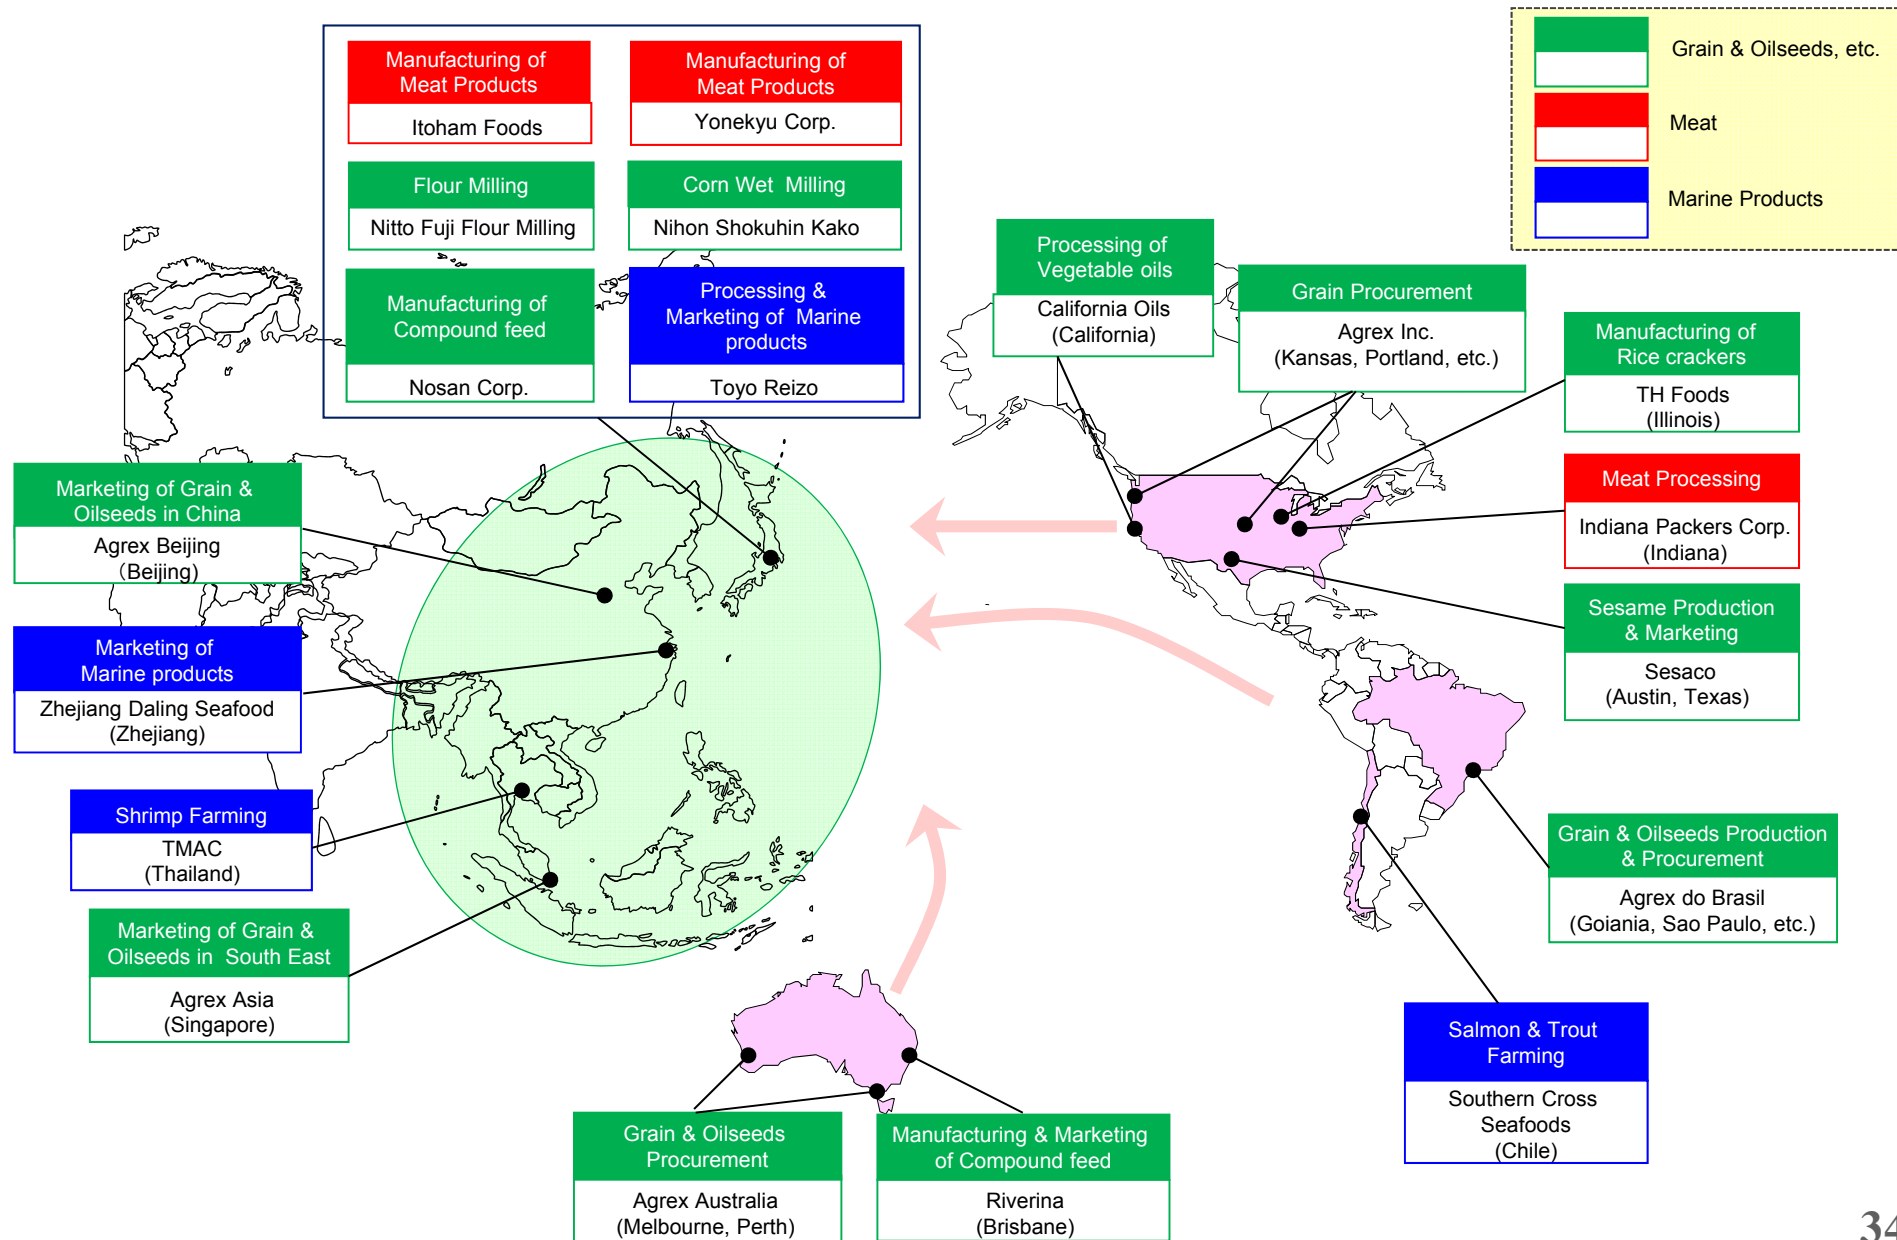 Manufacturing of
Meat Products
Itoham Foods
Manufacturing of
Meat Products
Yonekyu Corp.
Flour Milling
Nitto Fuji Flour Milling
Corn Wet Milling
Nihon Shokuhin Kako
Manufacturing of
Compound feed
Nosan Corp.
Processing &
Marketing of Marine
products
Toyo Reizo
Grain & Oilseeds, etc.
Meat
Marine Products
Processing of
Vegetable oils
California Oils
(California)
Grain Procurement
Agrex Inc.
(Kansas, Portland, etc.)
Manufacturing of
Rice crackers
TH Foods
(Illinois)
Meat Processing
Indiana Packers Corp.
(Indiana)
Sesame Production
& Marketing
Sesaco
(Austin, Texas)
Marketing of Grain &
Oilseeds in China
Agrex Beijing
(Beijing)
Marketing of
Marine products
Zhejiang Daling Seafood
(Zhejiang)
Shrimp Farming
TMAC
(Thailand)
Marketing of Grain &
Oilseeds in South East
Agrex Asia
(Singapore)
Grain & Oilseeds Production
& Procurement
Agrex do Brasil
(Goiania, Sao Paulo, etc.)
Salmon & Trout
Farming
Southern Cross
Seafoods
(Chile)
Grain & Oilseeds
Procurement
Agrex Australia
(Melbourne, Perth)
Manufacturing & Marketing
of Compound feed
Riverina
(Brisbane)
34